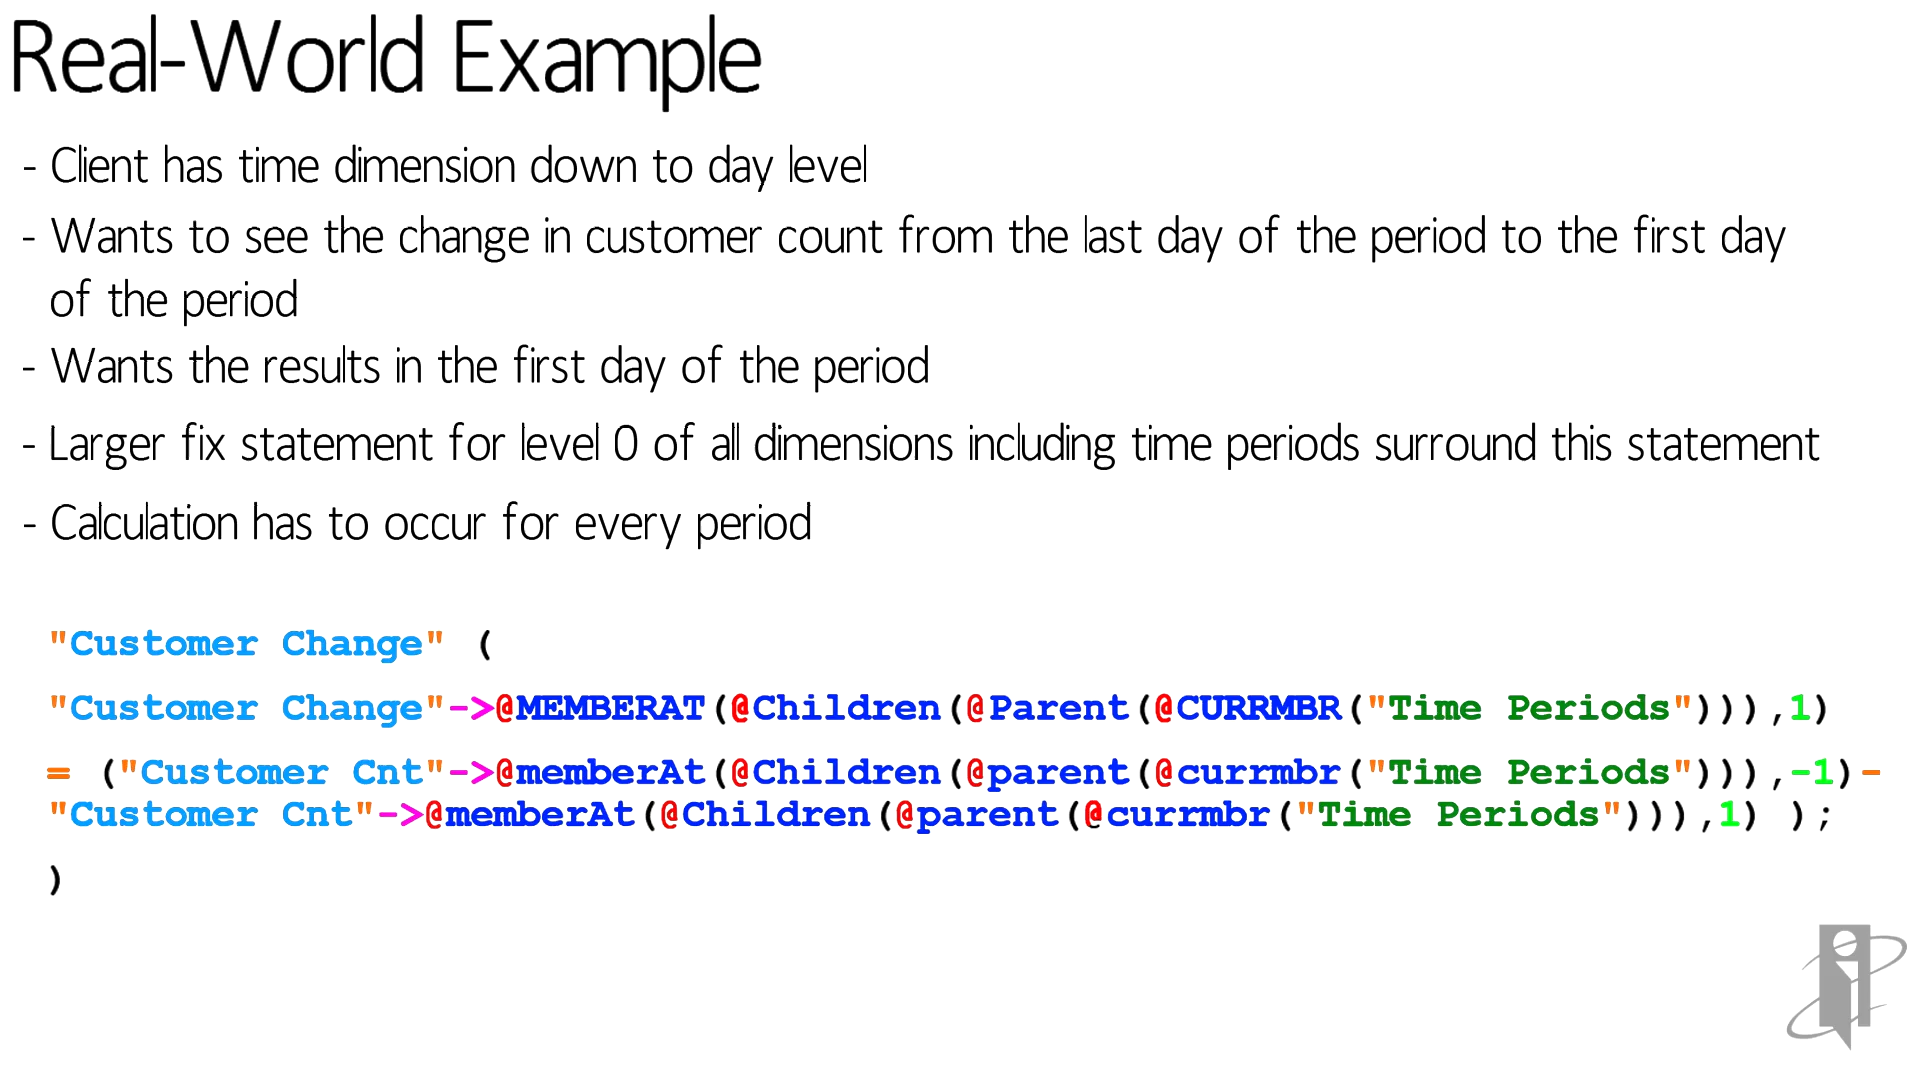 Real-World Example
- Client has time dimension down to day level
- Wants to see the change in customer count from the last day of the period to the first day
of the period
- Wants the results in the first day of the period
- Larger fix statement for level 0 of all dimensions including time periods surround this statement
- Calculation has to occur for every period
"Customer Change" (
"Customer Change"->@MEMBERAT(@Children(@Parent(@CURRMBR("Time Periods"))),1)
= ("Customer Cnt"->@memberAt(@Children(@parent(@currmbr("Time Periods"))),-1)-
"Customer Cnt"->@memberAt(@Children(@parent(@currmbr("Time Periods"))),1) );
)